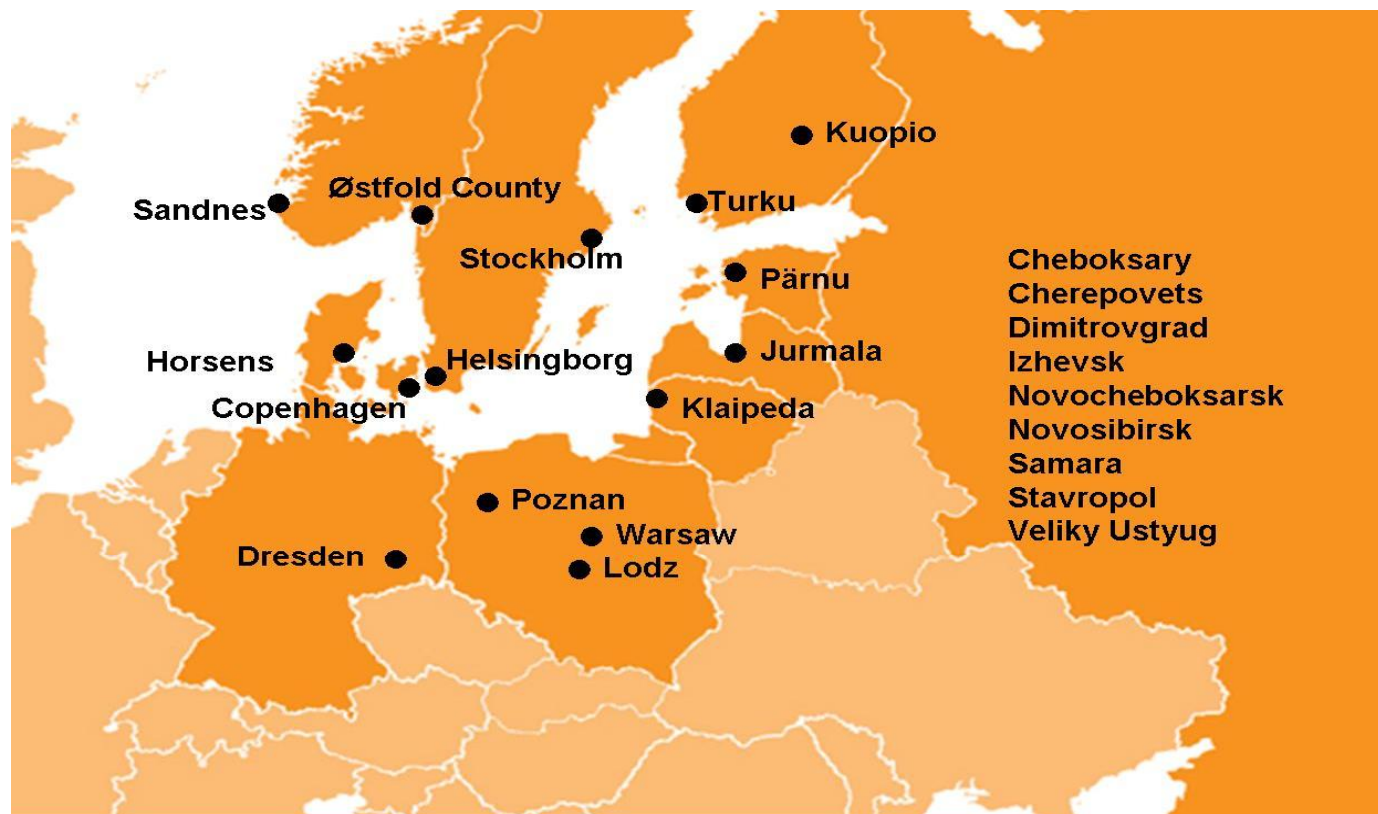 Kuopio
Østfold County
Sandnes
Turku
Stockholm
Pärnu
Cheboksary
Cherepovets
Dimitrovgrad
Izhevsk
Novocheboksarsk
Novosibirsk
Samara
Stavropol
Veliky Ustyug
Horsens
Helsingborg
Jurmala
Copenhagen
Klaipeda
Poznan
Warsaw
Dresden
Lodz